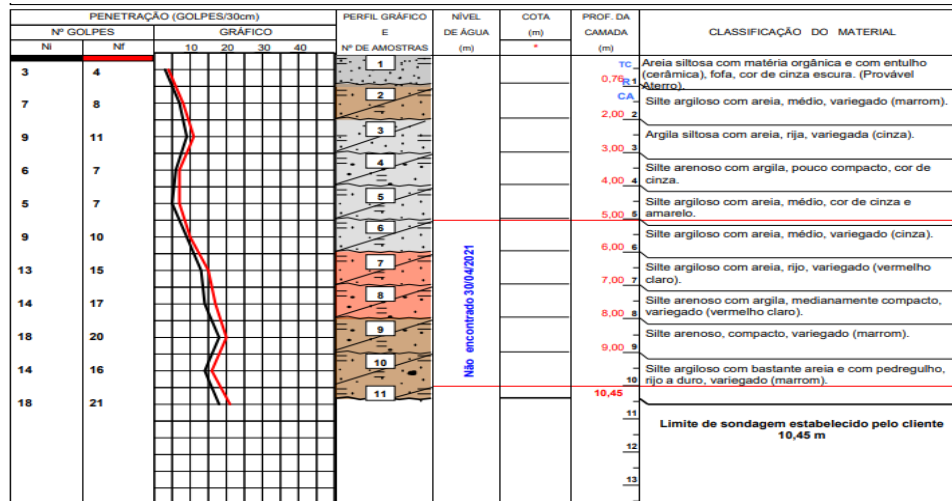 PENETRAÇÃO (GOLPES/30cm)
PERFIL GRÁFICO
E
Nº DE AMOSTRAS
NÍVEL
DE ÁGUA
(m)
COTA
(m)
*
PROF. DA
CAMADA
(m)
CLASSIFICAÇÃO DO MATERIAL
Nº GOLPES
GRÁFICO
Ni Nf 10 20 30 40
3 4
7 8
9 11
6 7
5 7
9 10
13 15
14 17
18 20
14 16
18 21
1
2
3
4
5
6
7
8
9
10
11
Não encontrado 30/04/2021
TC
0,76 R 1
CA
2,00 2
3,00 3
4,00 4
5,00 5
6,00 6
7,00 7
8,00 8
9,00 9
10
10,45
11
12
13
Areia siltosa com matéria orgânica e com entulho
(cerâmica), fofa, cor de cinza escura. (Provável
Aterro).
Silte argiloso com areia, médio, variegado (marrom).
Argila siltosa com areia, rija, variegada (cinza).
Silte arenoso com argila, pouco compacto, cor de
cinza.
Silte argiloso com areia, médio, cor de cinza e
amarelo.
Silte argiloso com areia, médio, variegado (cinza).
Silte argiloso com areia, rijo, variegado (vermelho
claro).
Silte arenoso com argila, medianamente compacto,
variegado (vermelho claro).
Silte arenoso, compacto, variegado (marrom).
Silte argiloso com bastante areia e com pedregulho,
rijo a duro, variegado (marrom).
Limite de sondagem estabelecido pelo cliente
10,45 m